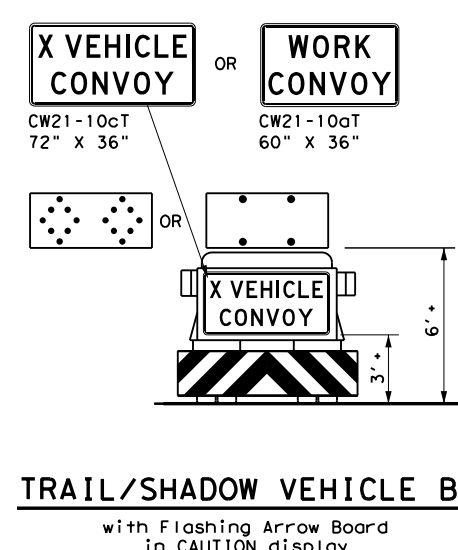 X VEHICLE
CONVOY
OR
WORK
CONVOY
CW21-10cT
72" X 36"
CW21-10aT
60" X 36"
OR
X VEHICLE
CONVOY
6' +
3' +
TRAIL/SHADOW VEHICLE B
with Flashing Arrow Board
in CAUTION display